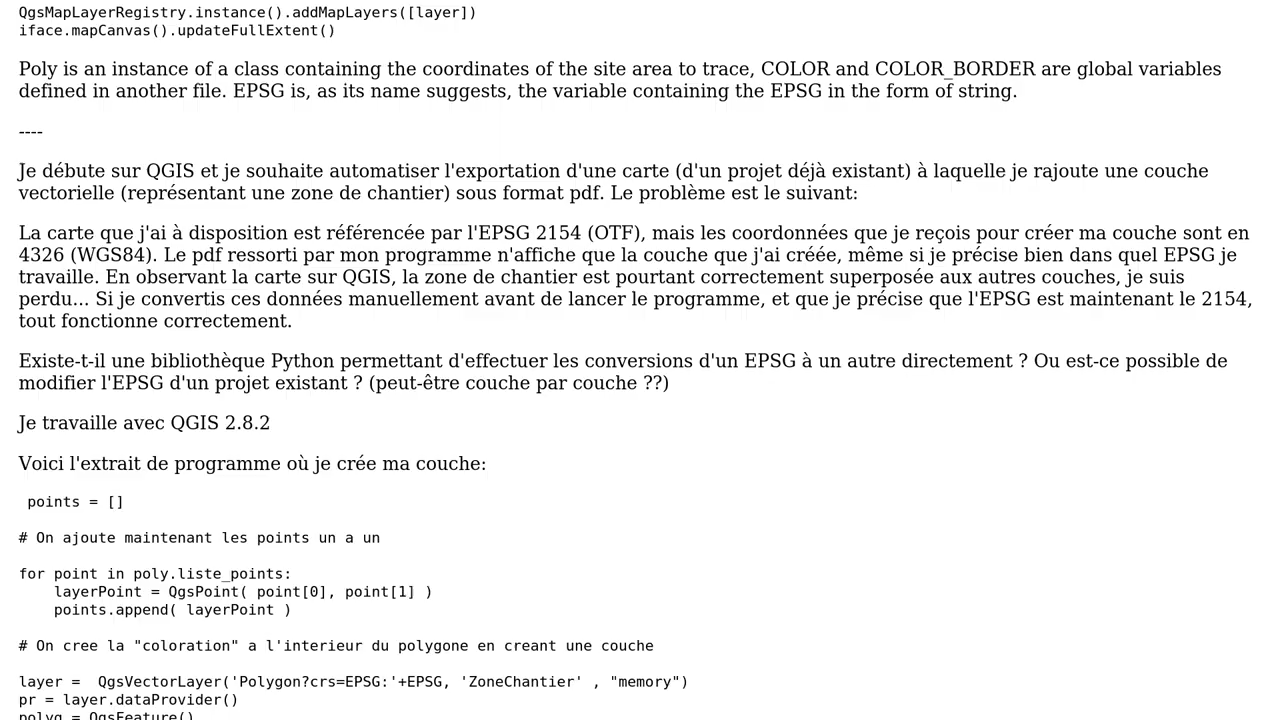 QgsMapLayerRegistry.instance().addMapLayers([layer])
iface.mapCanvas().updateFullExtent()
Poly is an instance of a class containing the coordinates of the site area to trace, COLOR and COLOR_BORDER are global variables
defined in another file. EPSG is, as its name suggests, the variable containing the EPSG in the form of string.
----
Je débute sur QGIS et je souhaite automatiser l'exportation d'une carte (d'un projet déjà existant) à laquelle je rajoute une couche
vectorielle (représentant une zone de chantier) sous format pdf. Le problème est le suivant:
La carte que j'ai à disposition est référencée par l'EPSG 2154 (OTF), mais les coordonnées que je reçois pour créer ma couche sont en
4326 (WGS84). Le pdf ressorti par mon programme n'affiche que la couche que j'ai créée, même si je précise bien dans quel EPSG je
travaille. En observant la carte sur QGIS, la zone de chantier est pourtant correctement superposée aux autres couches, je suis
perdu... Si je convertis ces données manuellement avant de lancer le programme, et que je précise que l'EPSG est maintenant le 2154,
tout fonctionne correctement.
Existe-t-il une bibliothèque Python permettant d'effectuer les conversions d'un EPSG à un autre directement ? Ou est-ce possible de
modifier l'EPSG d'un projet existant ? (peut-être couche par couche ??)
Je travaille avec QGIS 2.8.2
Voici l'extrait de programme où je crée ma couche:
points = []
# On ajoute maintenant les points un a un
for point in poly.liste_points:
    layerPoint = QgsPoint( point[0], point[1] )
    points.append( layerPoint )
# On cree la "coloration" a l'interieur du polygone en creant une couche
layer =  QgsVectorLayer('Polygon?crs=EPSG:'+EPSG, 'ZoneChantier' , "memory")
pr = layer.dataProvider()
polyg = QgsFeature()